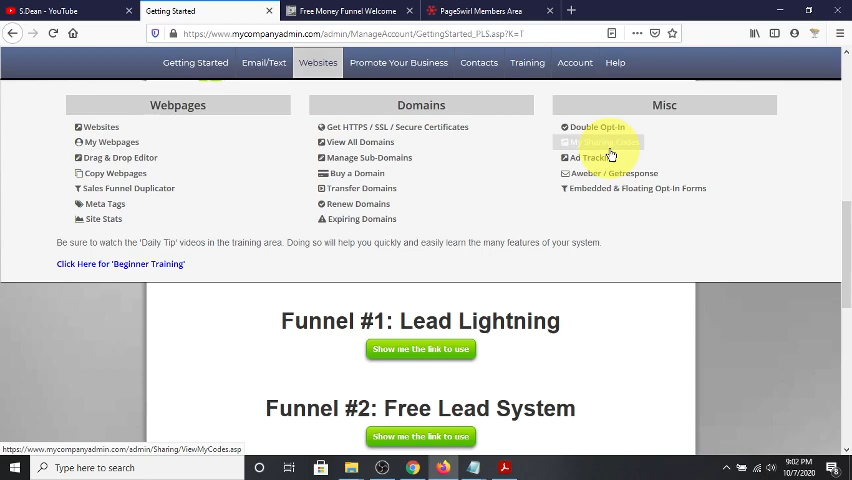 S.Dean - YouTube
Getting Started
Free Money Funnel Welcome
PageSwirl Members Area
https://www.mycompanyadmin.com/admin/ManageAccount/GettingStarted_PLS.asp?K=T
Getting Started Email/Text Websites Promote Your Business Contacts Training Account Help
Webpages
Websites
My Webpages
Drag & Drop Editor
Copy Webpages
Sales Funnel Duplicator
Meta Tags
Site Stats
Domains
Get HTTPS / SSL / Secure Certificates
View All Domains
Manage Sub-Domains
Buy a Domain
Transfer Domains
Renew Domains
Expiring Domains
Misc
Double Opt-In
My Sharing Codes
Ad Tracki
Aweber / Getresponse
Embedded & Floating Opt-In Forms
Be sure to watch the 'Daily Tip' videos in the training area. Doing so will help you quickly and easily learn the many features of your system.
Click Here for 'Beginner Training'
Funnel #1: Lead Lightning
Show me the link to use
Funnel #2: Free Lead System
Show me the link to use
https://www.mycompanyadmin.com/admin/Sharing/ViewMyCodes.asp
Type here to search
9:02 PM
10/7/2020